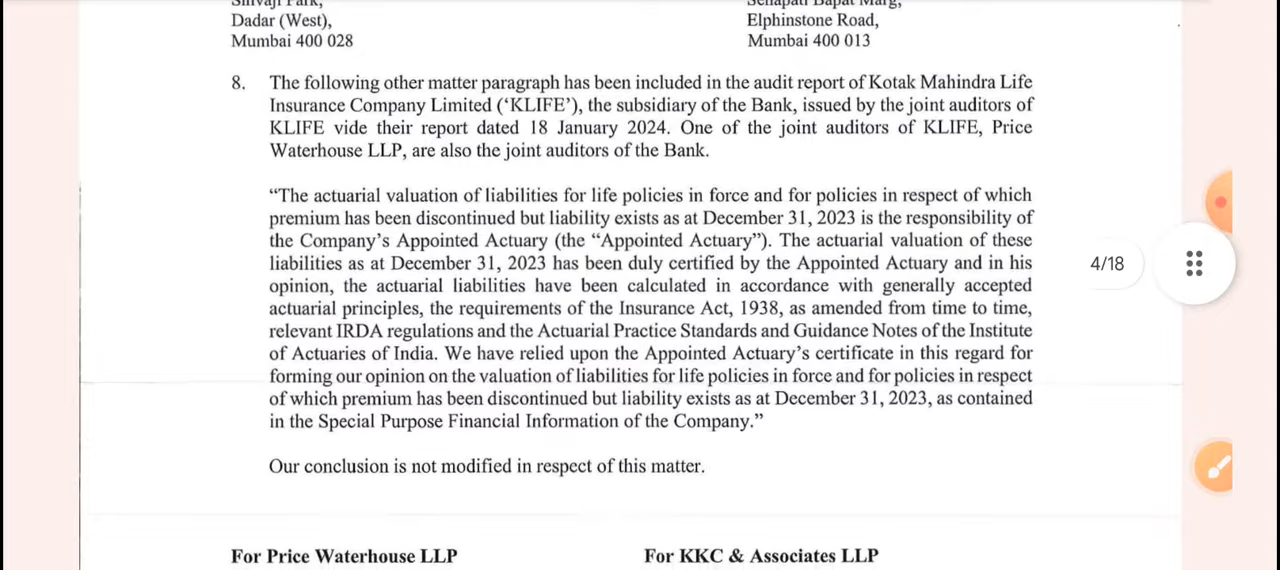 Shivaji Park,
Senapati Bapat Marg,
Dadar (West),
Elphinstone Road,
Mumbai 400 028
Mumbai 400 013
8. The following other matter paragraph has been included in the audit report of Kotak Mahindra Life
Insurance Company Limited (‘KLIFE’), the subsidiary of the Bank, issued by the joint auditors of
KLIFE vide their report dated 18 January 2024. One of the joint auditors of KLIFE, Price
Waterhouse LLP, are also the joint auditors of the Bank.
“The actuarial valuation of liabilities for life policies in force and for policies in respect of which
premium has been discontinued but liability exists as at December 31, 2023 is the responsibility of
the Company’s Appointed Actuary (the “Appointed Actuary”). The actuarial valuation of these
liabilities as at December 31, 2023 has been duly certified by the Appointed Actuary and in his
opinion, the actuarial liabilities have been calculated in accordance with generally accepted
actuarial principles, the requirements of the Insurance Act, 1938, as amended from time to time,
relevant IRDA regulations and the Actuarial Practice Standards and Guidance Notes of the Institute
of Actuaries of India. We have relied upon the Appointed Actuary’s certificate in this regard for
forming our opinion on the valuation of liabilities for life policies in force and for policies in respect
of which premium has been discontinued but liability exists as at December 31, 2023, as contained
in the Special Purpose Financial Information of the Company.”
4/18
Our conclusion is not modified in respect of this matter.
For Price Waterhouse LLP
For KKC & Associates LLP